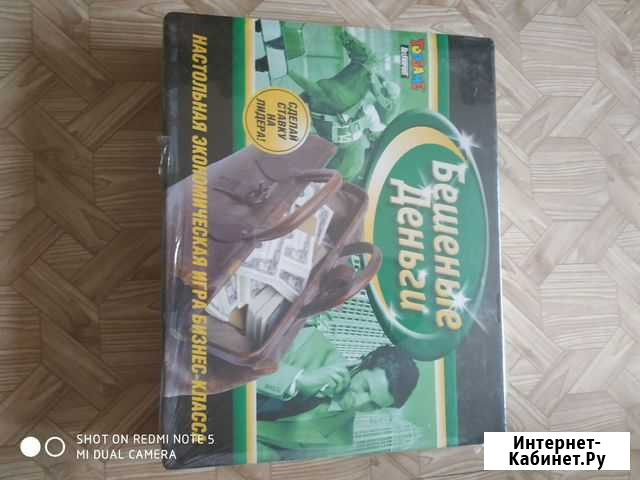 Бешеные
Деньги
СДЕЛАЙ
СТАВКУ
НА
ЛИДЕРА!
НАСТОЛЬНАЯ ЭКОНОМИЧЕСКАЯ ИГРА БИЗНЕС-КЛАССА
SHOT ON REDMI NOTE 5
MI DUAL CAMERA
Интернет-
Кабинет.Ру